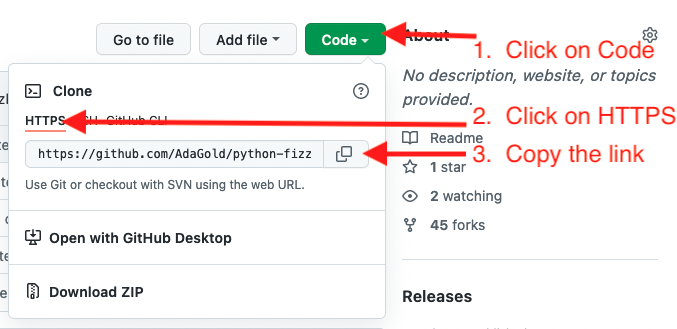 Go to file
Add file
Code
About
1. Click on Code
Clone
No description, website, or topics
provided.
HTTPS
GitHub CLI
2. Click on HTTPS
Readme
https://github.com/AdaGold/python-fizz
3. Copy the link
1 star
Use Git or checkout with SVN using the web URL.
2 watching
45 forks
Open with GitHub Desktop
Download ZIP
Releases